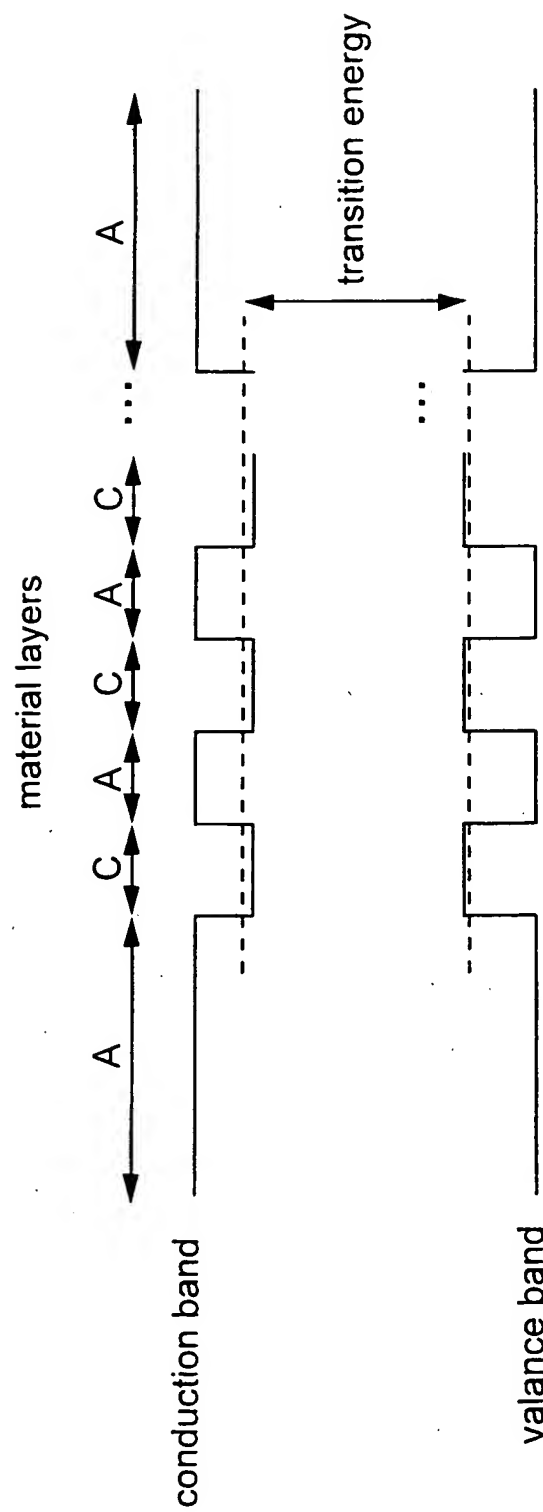 material layers
A
C
A
C
A
C
...
A
conduction band
transition energy
...
valance band